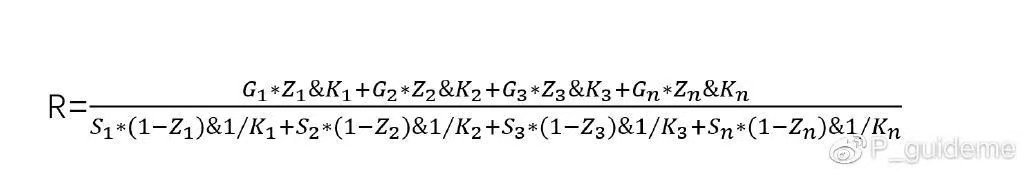 R=
G₁*Z₁&K₁+G₂*Z₂&K₂+G₃*Z₃&K₃+Gₙ*Zₙ&Kₙ
S₁*(1−Z₁)&1/K₁+S₂*(1−Z₂)&1/K₂+S₃*(1−Z₃)&1/K₃+Sₙ*(1−Zₙ)&1/Kₙ
P_guideme